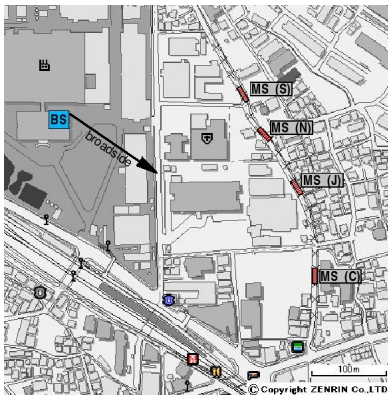 MS (S)
BS
MS (N)
broadside
MS (J)
MS (C)
100m
© Copyright ZENRIN Co.,LTD